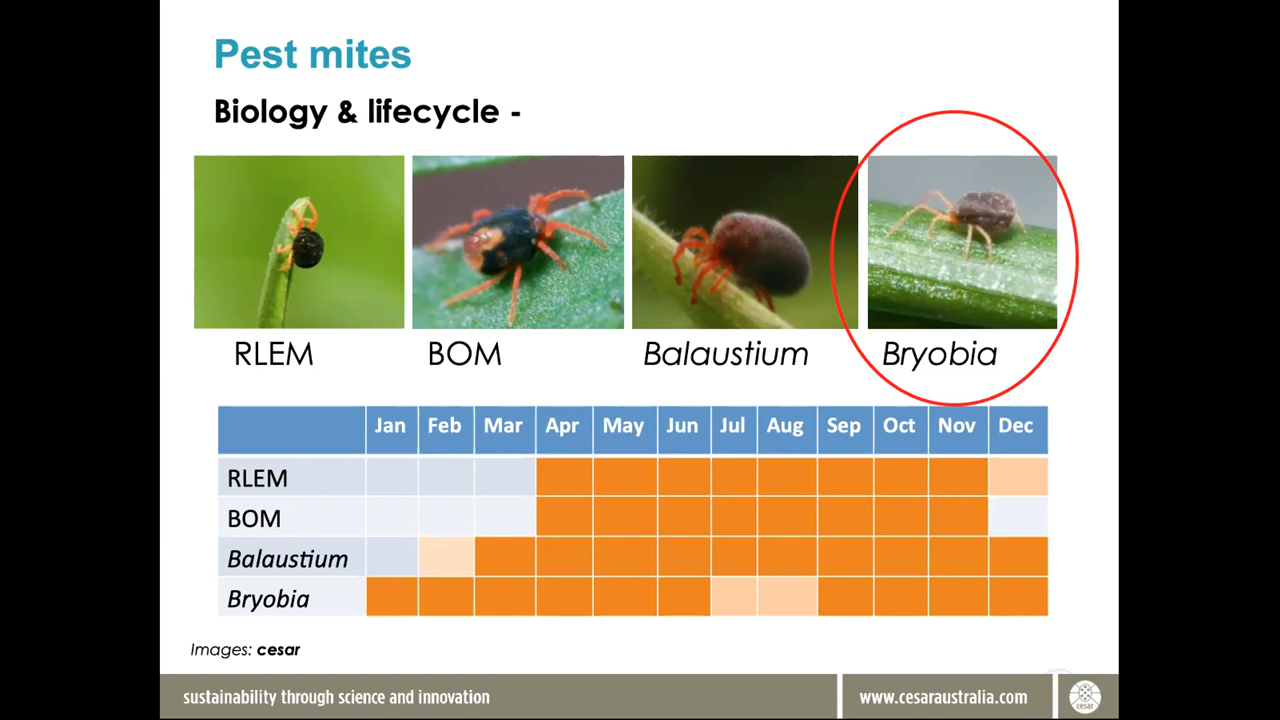 Pest mites
Biology & lifecycle -
RLEM BOM Balaustium Bryobia
Jan Feb Mar Apr May Jun Jul Aug Sep Oct Nov Dec
RLEM
BOM
Balaustium
Bryobia
Images: cesar
sustainability through science and innovation www.cesaraustralia.com cesar